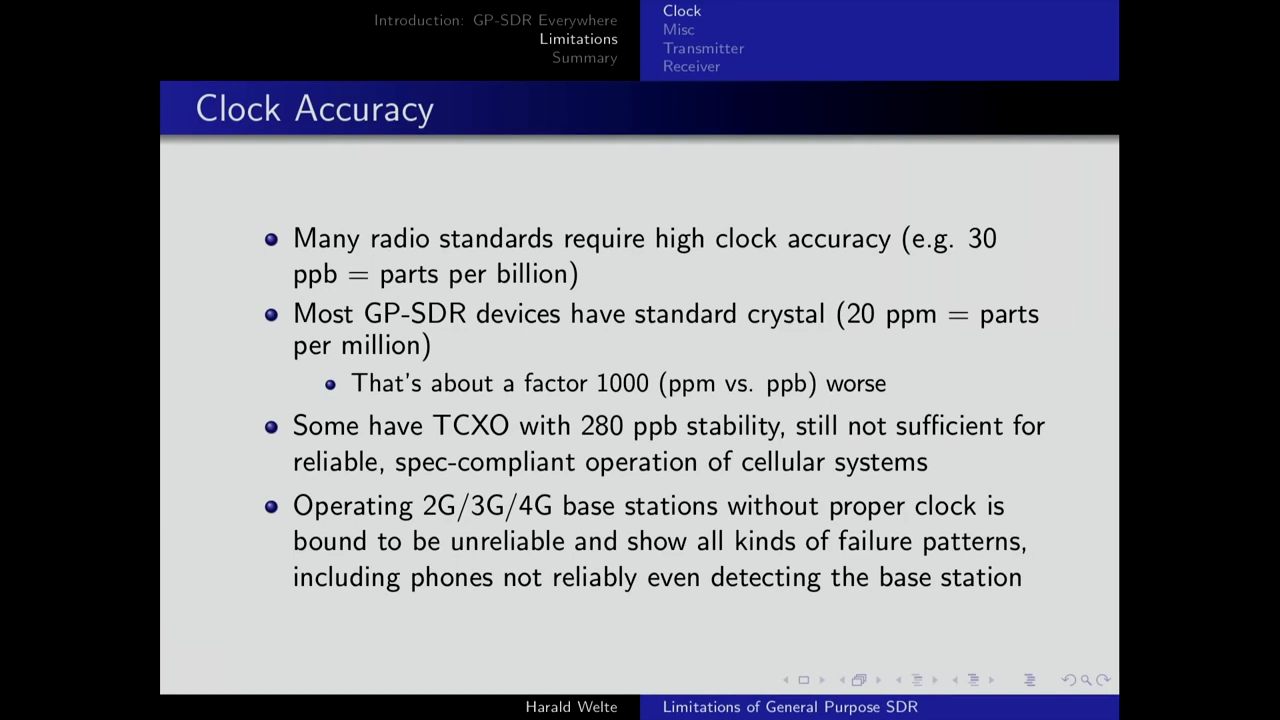 Introduction: GP-SDR Everywhere
Limitations
Summary
Clock
Misc
Transmitter
Receiver
Clock Accuracy
Many radio standards require high clock accuracy (e.g. 30
ppb = parts per billion)
Most GP-SDR devices have standard crystal (20 ppm = parts
per million)
That's about a factor 1000 (ppm vs. ppb) worse
Some have TCXO with 280 ppb stability, still not sufficient for
reliable, spec-compliant operation of cellular systems
Operating 2G/3G/4G base stations without proper clock is
bound to be unreliable and show all kinds of failure patterns,
including phones not reliably even detecting the base station
Harald Welte
Limitations of General Purpose SDR